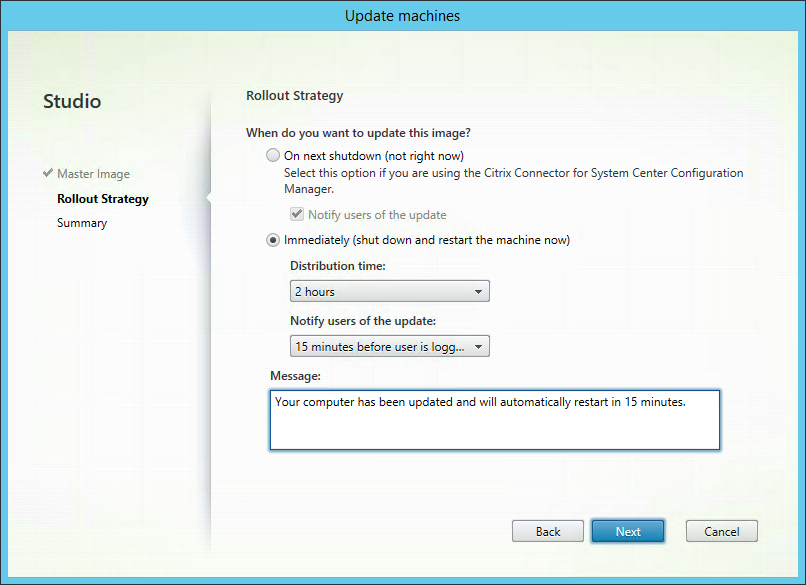 Update machines
Studio
Master Image
Rollout Strategy
Summary
Rollout Strategy
When do you want to update this image?
On next shutdown (not right now)
Select this option if you are using the Citrix Connector for System Center Configuration
Manager.
Notify users of the update
Immediately (shut down and restart the machine now)
Distribution time:
2 hours
Notify users of the update:
15 minutes before user is logg...
Message:
Your computer has been updated and will automatically restart in 15 minutes.
Back
Next
Cancel